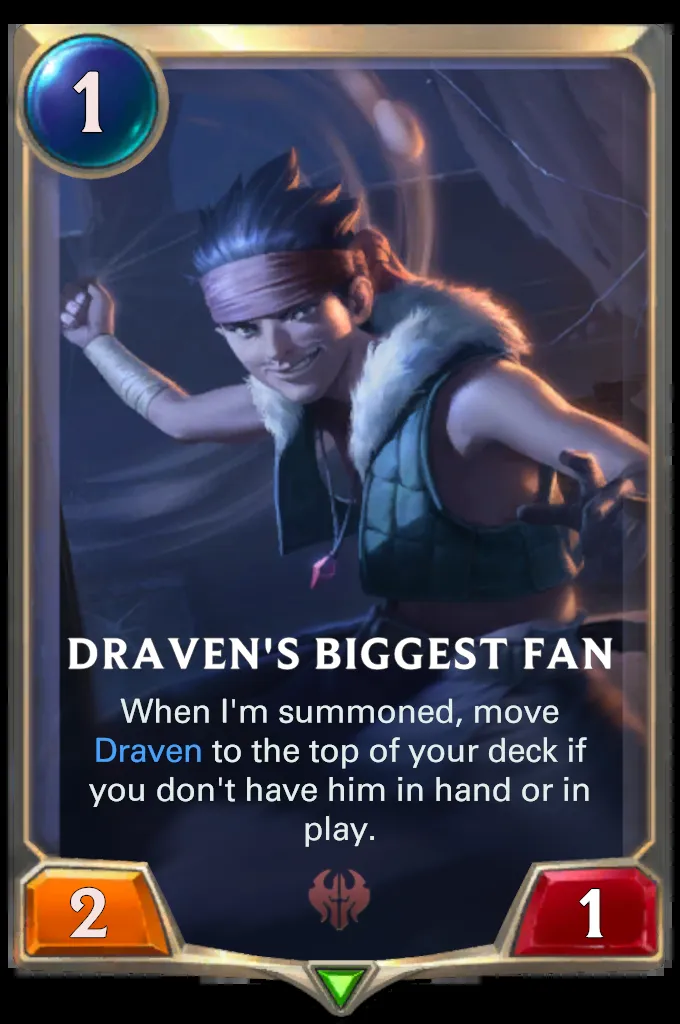 1
DRAVEN'S BIGGEST FAN
When I'm summoned, move
Draven to the top of your deck if
you don't have him in hand or in
play.
2
1